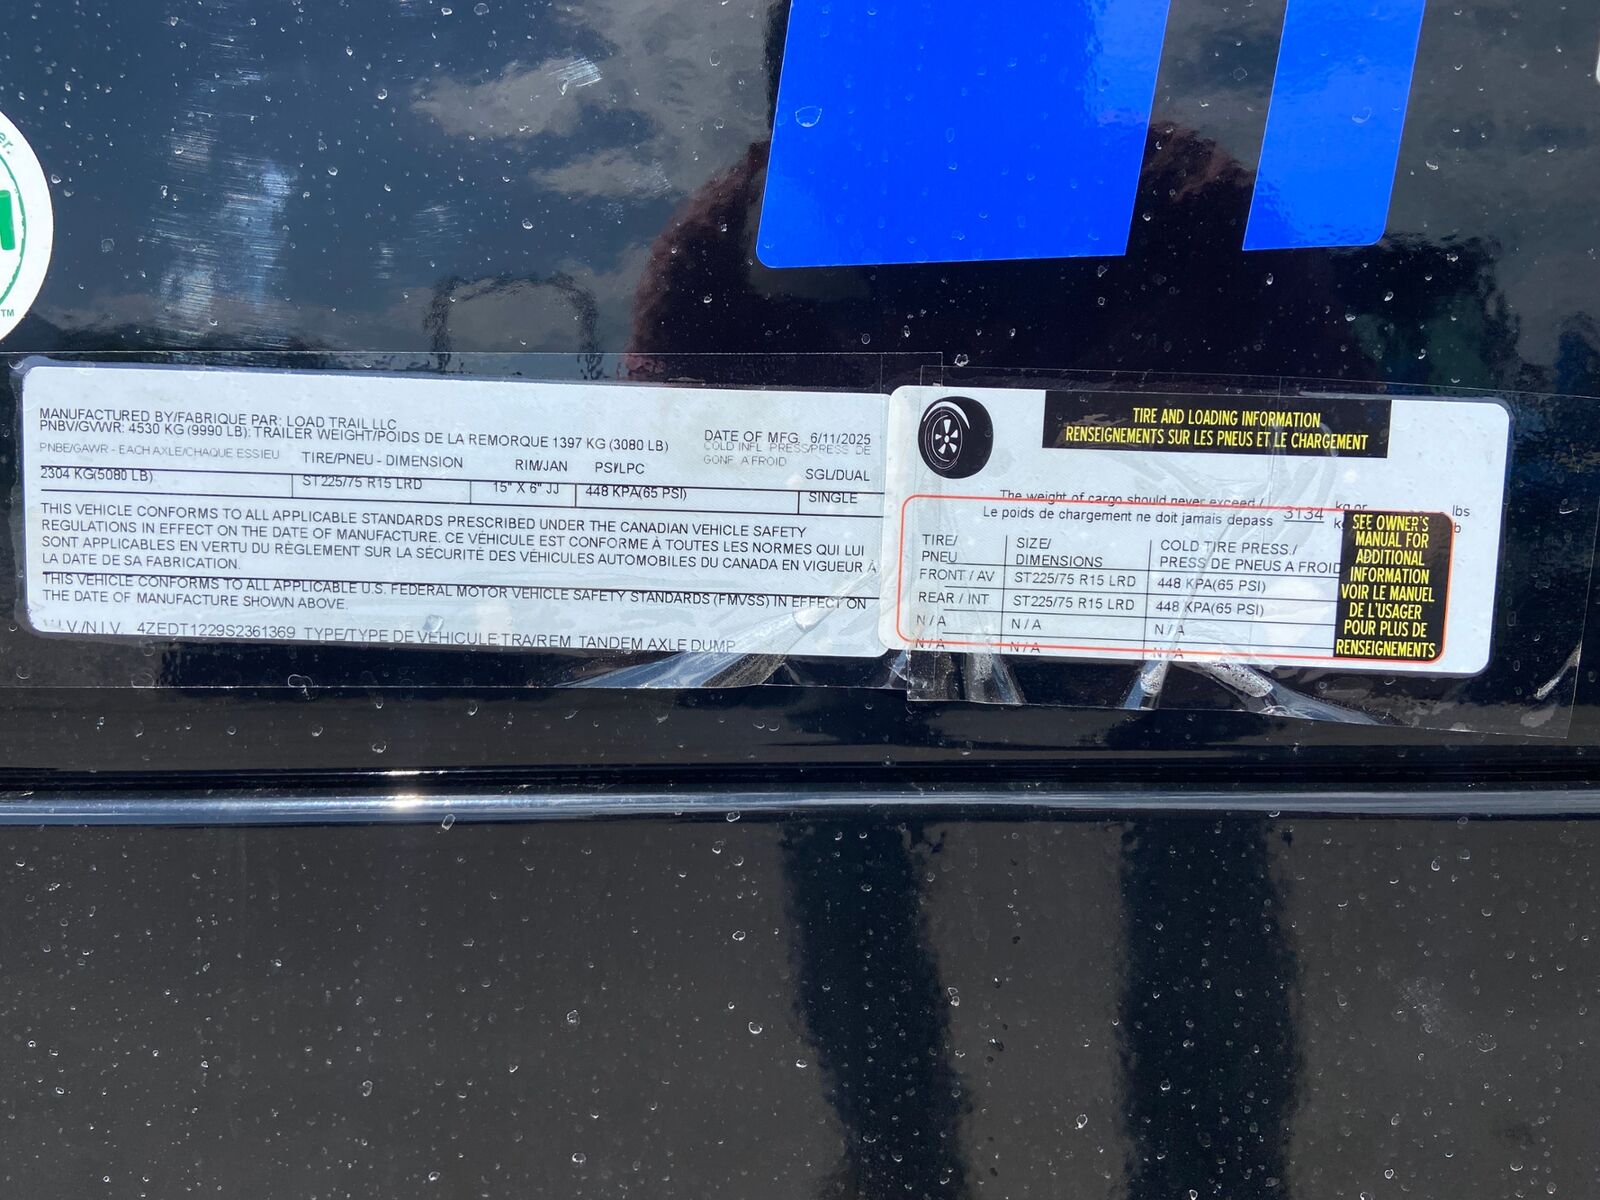 er.
TM
MANUFACTURED BY/FABRIQUE PAR: LOAD TRAIL LLC
PNBV/GVWR: 4530 KG (9990 LB): TRAILER WEIGHT/POIDS DE LA REMORQUE 1397 KG (3080 LB)
DATE OF MFG. 6/11/2025
PNBE/GAWR - EACH AXLE/CHAQUE ESSIEU TIRE/PNEU - DIMENSION RIM/JAN PSI/LPC COLD INFL PRESS/PRESS DE
GONF A FROID SGL/DUAL
2304 KG(5080 LB) ST225/75 R15 LRD 15" X 6" JJ 448 KPA(65 PSI) SINGLE
THIS VEHICLE CONFORMS TO ALL APPLICABLE STANDARDS PRESCRIBED UNDER THE CANADIAN VEHICLE SAFETY
REGULATIONS IN EFFECT ON THE DATE OF MANUFACTURE. CE VÉHICULE EST CONFORME À TOUTES LES NORMES QUI LUI
SONT APPLICABLES EN VERTU DU RÈGLEMENT SUR LA SÉCURITÉ DES VÉHICULES AUTOMOBILES DU CANADA EN VIGUEUR À
LA DATE DE SA FABRICATION.
THIS VEHICLE CONFORMS TO ALL APPLICABLE U.S. FEDERAL MOTOR VEHICLE SAFETY STANDARDS (FMVSS) IN EFFECT ON
THE DATE OF MANUFACTURE SHOWN ABOVE.
V.I.V./N.I.V. 4ZEDT1229S2361369 TYPE/TYPE DE VÉHICULE TRA/REM TANDEM AXLE DUMP
TIRE AND LOADING INFORMATION
RENSEIGNEMENTS SUR LES PNEUS ET LE CHARGEMENT
The weight of cargo should never exceed / kg or lbs
Le poids de chargement ne doit jamais depass 3134
TIRE/ SIZE/ COLD TIRE PRESS./
PNEU DIMENSIONS PRESS DE PNEUS A FROID
FRONT / AV ST225/75 R15 LRD 448 KPA(65 PSI)
REAR / INT ST225/75 R15 LRD 448 KPA(65 PSI)
N / A N / A N / A
N / A N / A N / A
SEE OWNER'S
MANUAL FOR
ADDITIONAL
INFORMATION
VOIR LE MANUEL
DE L'USAGER
POUR PLUS DE
RENSEIGNEMENTS